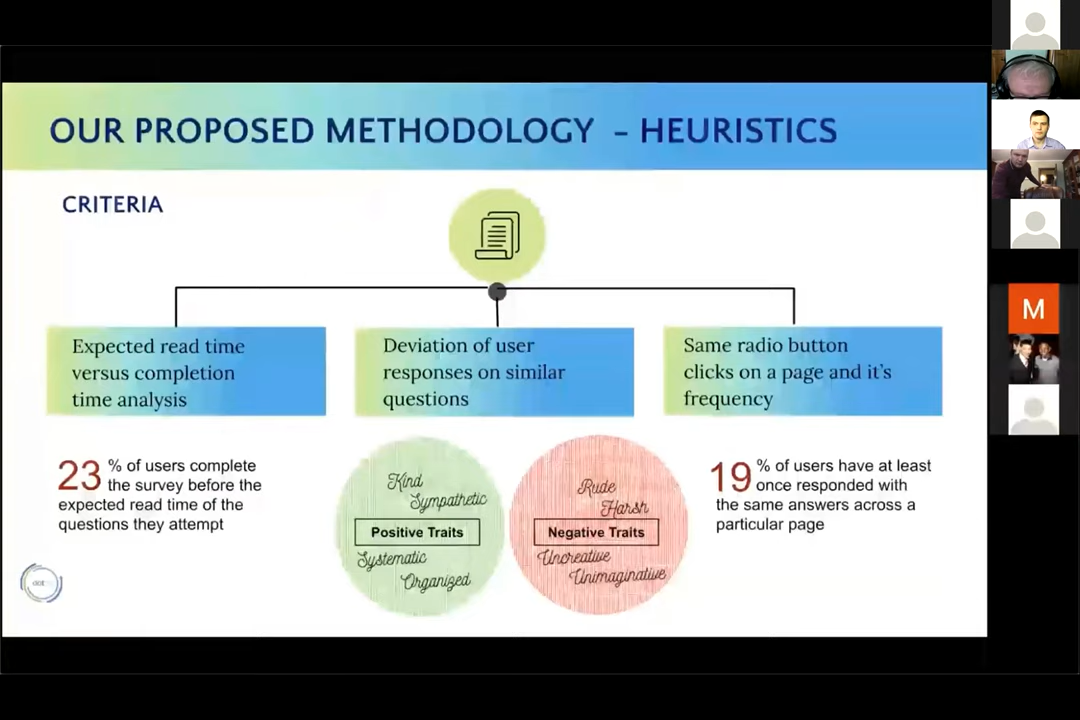 OUR PROPOSED METHODOLOGY - HEURISTICS
CRITERIA
Expected read time
versus completion
time analysis
Deviation of user
responses on similar
questions
Same radio button
clicks on a page and it's
frequency
23 % of users complete
the survey before the
expected read time of the
questions they attempt
Kind
Sympathetic
Positive Traits
Systematic
Organized
Rude
Harsh
Negative Traits
Uncreative
Unimaginative
19 % of users have at least
once responded with
the same answers across a
particular page
dot
M